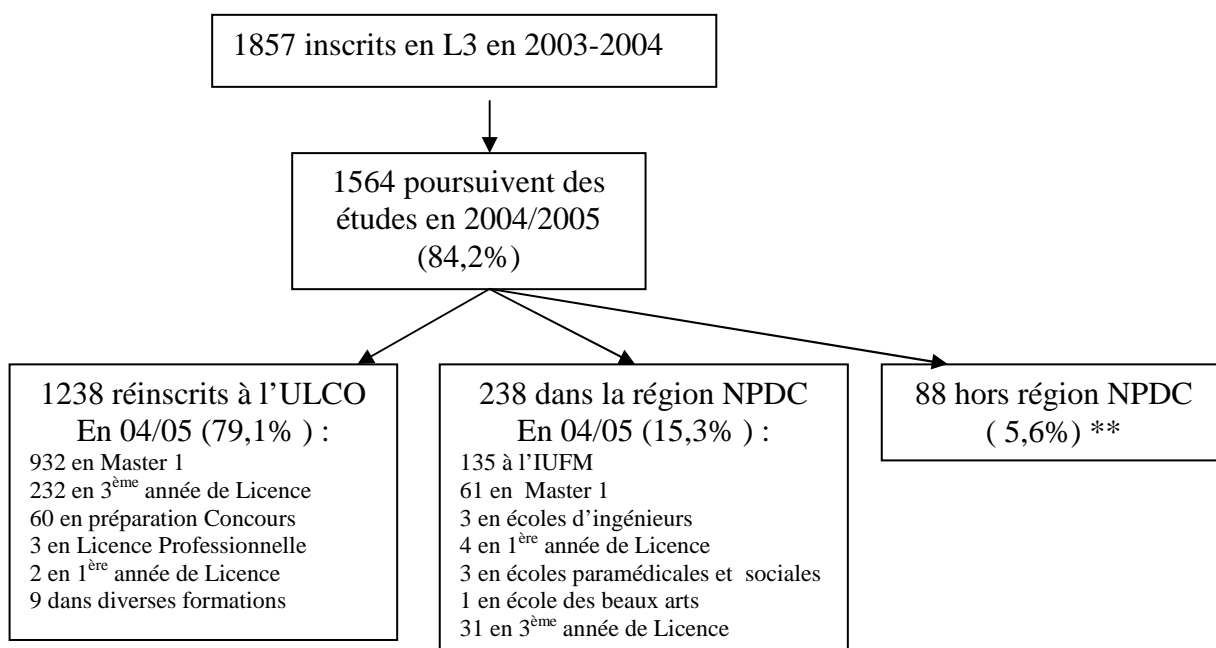 1857 inscrits en L3 en 2003-2004
1564 poursuivent des
études en 2004/2005
(84,2%)
1238 réinscrits à l’ULCO
En 04/05 (79,1% ) :
932 en Master 1
232 en 3ème année de Licence
60 en préparation Concours
3 en Licence Professionnelle
2 en 1ère année de Licence
9 dans diverses formations
238 dans la région NPDC
En 04/05 (15,3% ) :
135 à l’IUFM
61 en Master 1
3 en écoles d’ingénieurs
4 en 1ère année de Licence
3 en écoles paramédicales et sociales
1 en école des beaux arts
31 en 3ème année de Licence
88 hors région NPDC
( 5,6%) **